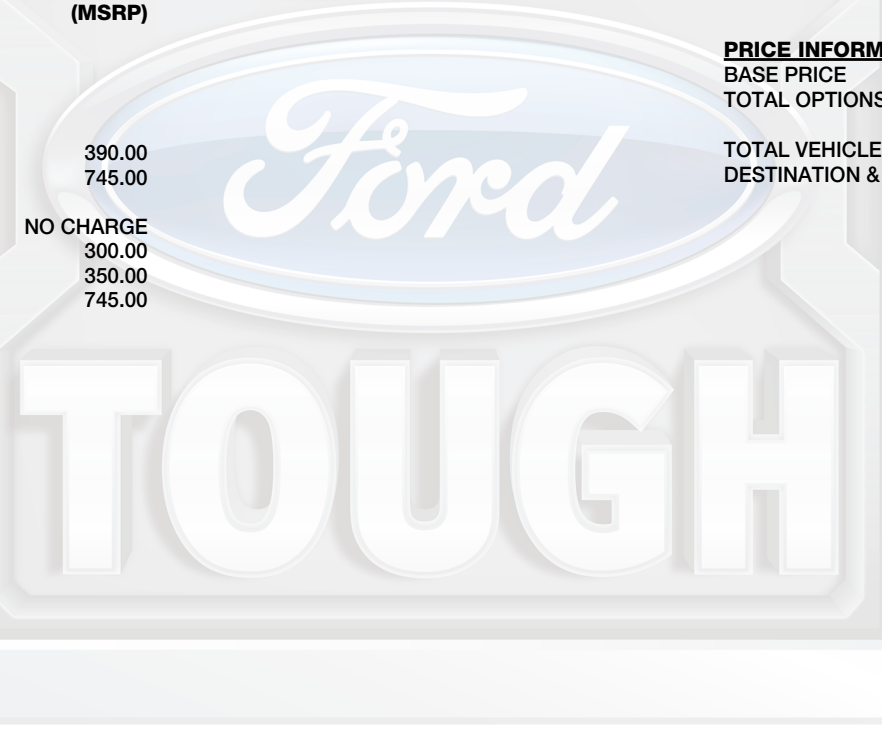 (MSRP)
390.00
745.00
NO CHARGE
300.00
350.00
745.00
PRICE INFORM
BASE PRICE
TOTAL OPTIONS
TOTAL VEHICLE
DESTINATION &
Ford
TOUGH